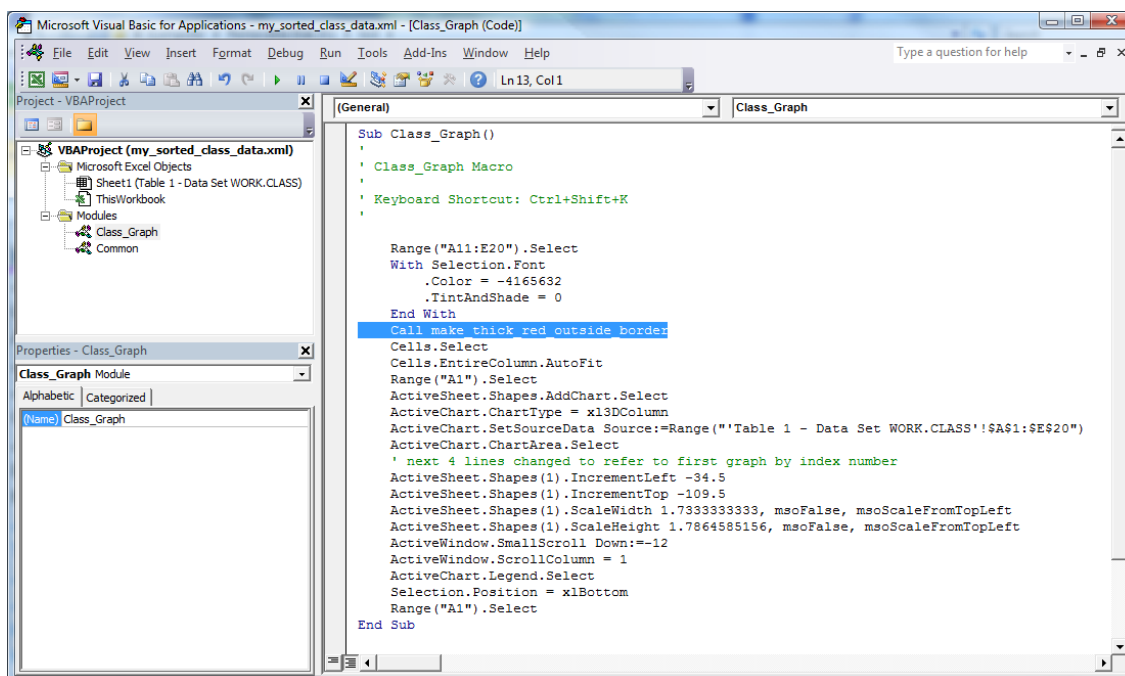 Microsoft Visual Basic for Applications - my_sorted_class_data.xml - [Class_Graph (Code)]
File Edit View Insert Format Debug Run Tools Add-Ins Window Help Type a question for help
Ln 13, Col 1
Project - VBAProject
VBAProject (my_sorted_class_data.xml)
Microsoft Excel Objects
Sheet1 (Table 1 - Data Set WORK.CLASS)
ThisWorkbook
Modules
Class_Graph
Common
Properties - Class_Graph
Class_Graph Module
Alphabetic Categorized
(Name) Class_Graph
(General) Class_Graph
Sub Class_Graph()
'
' Class_Graph Macro
'
' Keyboard Shortcut: Ctrl+Shift+K
'
Range("A11:E20").Select
With Selection.Font
.Color = -4165632
.TintAndShade = 0
End With
Call make_thick_red_outside_border
Cells.Select
Cells.EntireColumn.AutoFit
Range("A1").Select
ActiveSheet.Shapes.AddChart.Select
ActiveChart.ChartType = xl3DColumn
ActiveChart.SetSourceData Source:=Range("'Table 1 - Data Set WORK.CLASS'!$A$1:$E$20")
ActiveChart.ChartArea.Select
' next 4 lines changed to refer to first graph by index number
ActiveSheet.Shapes(1).IncrementLeft -34.5
ActiveSheet.Shapes(1).IncrementTop -109.5
ActiveSheet.Shapes(1).ScaleWidth 1.7333333333, msoFalse, msoScaleFromTopLeft
ActiveSheet.Shapes(1).ScaleHeight 1.7864585156, msoFalse, msoScaleFromTopLeft
ActiveWindow.SmallScroll Down:=-12
ActiveWindow.ScrollColumn = 1
ActiveChart.Legend.Select
Selection.Position = xlBottom
Range("A1").Select
End Sub